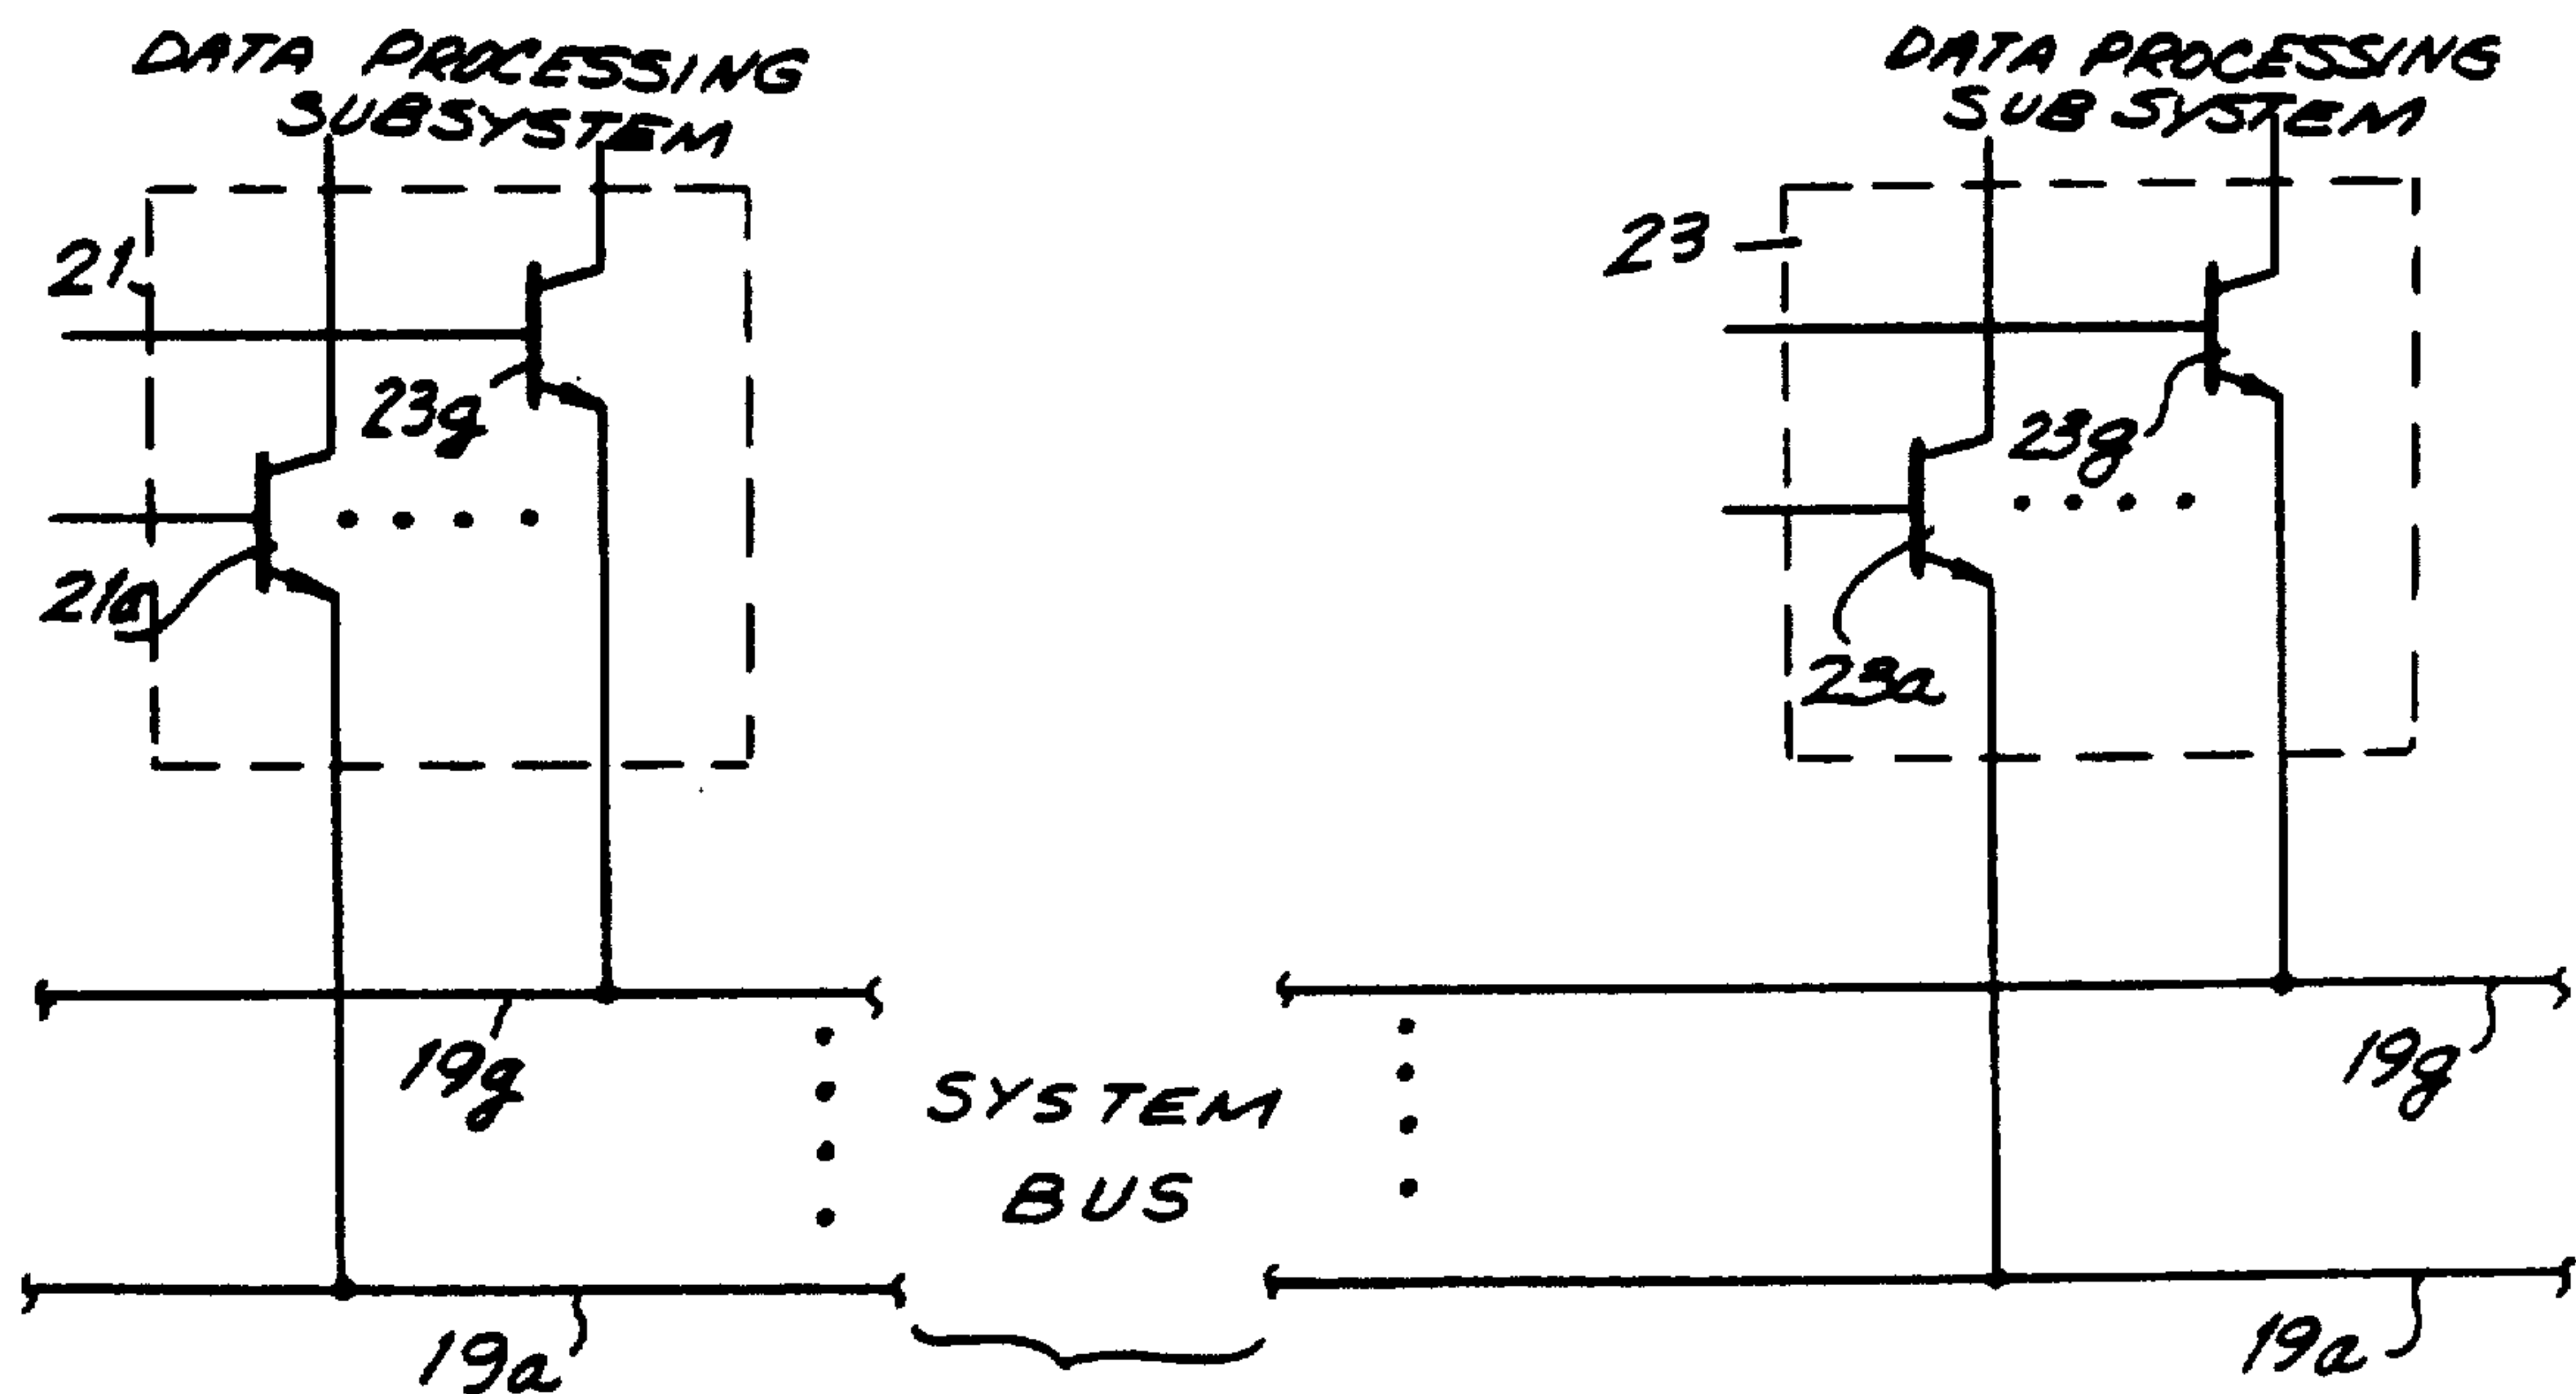 DATA PROCESSING
SUBSYSTEM
DATA PROCESSING
SUB SYSTEM
21
23
23g
23g
21a
23a
19g
19g
SYSTEM
BUS
19a
19a